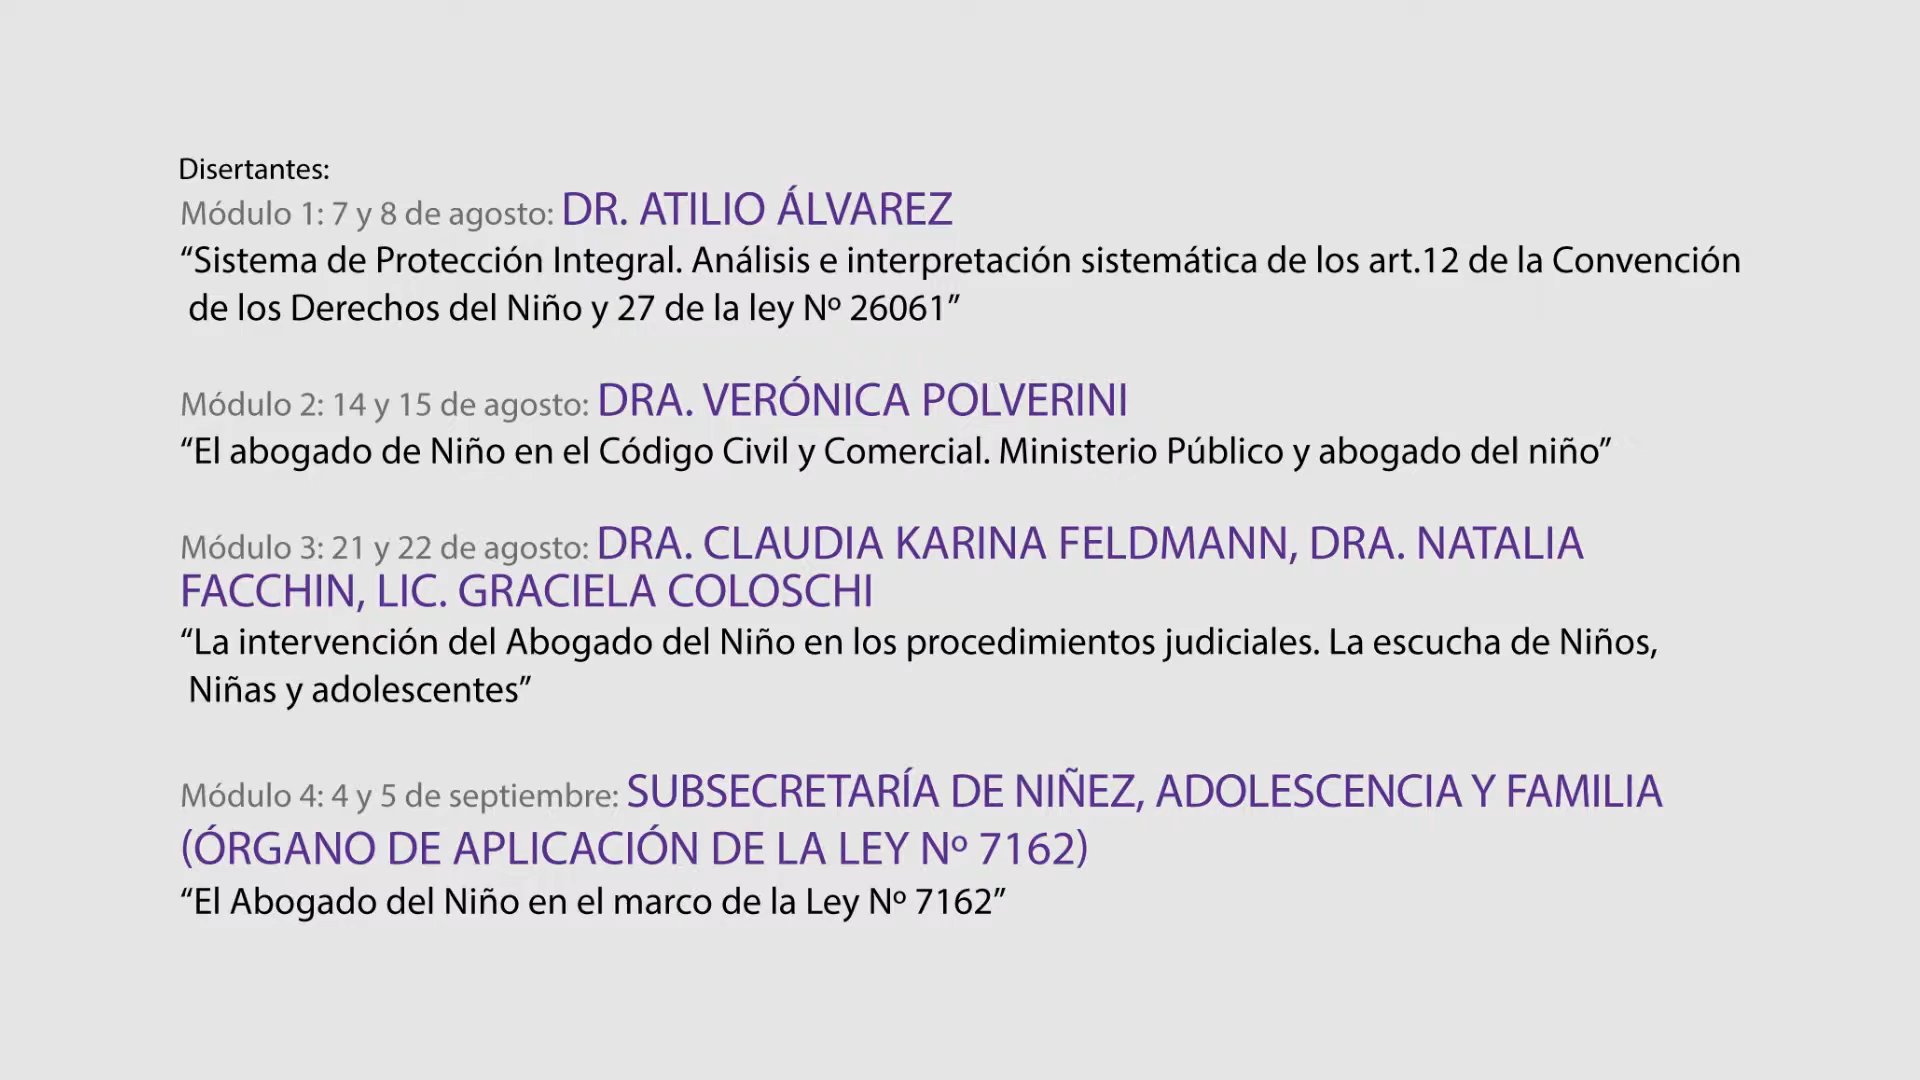 Disertantes:
Módulo 1: 7 y 8 de agosto: DR. ATILIO ÁLVAREZ
“Sistema de Protección Integral. Análisis e interpretación sistemática de los art.12 de la Convención
de los Derechos del Niño y 27 de la ley Nº 26061”
Módulo 2: 14 y 15 de agosto: DRA. VERÓNICA POLVERINI
“El abogado de Niño en el Código Civil y Comercial. Ministerio Público y abogado del niño”
Módulo 3: 21 y 22 de agosto: DRA. CLAUDIA KARINA FELDMANN, DRA. NATALIA
FACCHIN, LIC. GRACIELA COLOSCHI
“La intervención del Abogado del Niño en los procedimientos judiciales. La escucha de Niños,
Niñas y adolescentes”
Módulo 4: 4 y 5 de septiembre: SUBSECRETARÍA DE NIÑEZ, ADOLESCENCIA Y FAMILIA
(ÓRGANO DE APLICACIÓN DE LA LEY Nº 7162)
“El Abogado del Niño en el marco de la Ley Nº 7162”